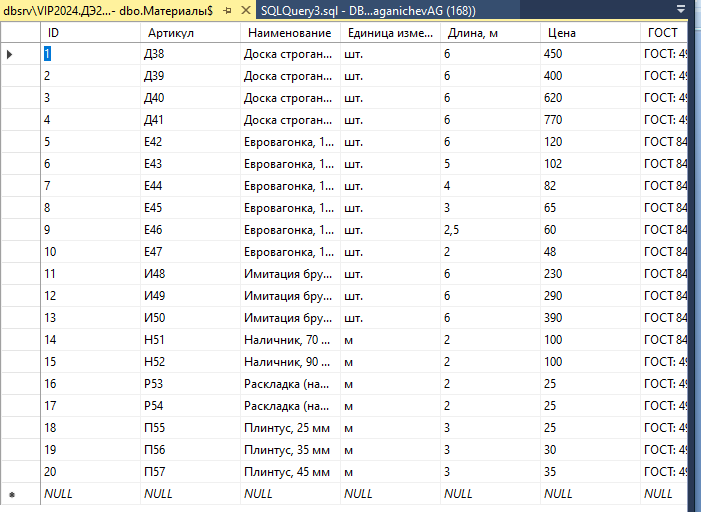 dbsrv\VIP2024.ДЭ2...- dbo.Материалы$ SQLQuery3.sql - DB...aganichevAG (168))
ID Артикул Наименование Единица изме... Длина, м Цена ГОСТ
1 Д38 Доска строган... шт. 6 450 ГОСТ: 49
2 Д39 Доска строган... шт. 6 400 ГОСТ: 49
3 Д40 Доска строган... шт. 6 620 ГОСТ: 49
4 Д41 Доска строган... шт. 6 770 ГОСТ: 49
5 Е42 Евровагонка, 1... шт. 6 120 ГОСТ 84
6 Е43 Евровагонка, 1... шт. 5 102 ГОСТ 84
7 Е44 Евровагонка, 1... шт. 4 82 ГОСТ 84
8 Е45 Евровагонка, 1... шт. 3 65 ГОСТ 84
9 Е46 Евровагонка, 1... шт. 2,5 60 ГОСТ 84
10 Е47 Евровагонка, 1... шт. 2 48 ГОСТ 84
11 И48 Имитация бру... шт. 6 230 ГОСТ 84
12 И49 Имитация бру... шт. 6 290 ГОСТ 84
13 И50 Имитация бру... шт. 6 390 ГОСТ 84
14 Н51 Наличник, 70 ... м 2 100 ГОСТ 84
15 Н52 Наличник, 90 ... м 2 100 ГОСТ: 49
16 Р53 Раскладка (на... м 2 25 ГОСТ: 49
17 Р54 Раскладка (на... м 2 25 ГОСТ: 49
18 П55 Плинтус, 25 мм м 3 25 ГОСТ: 49
19 П56 Плинтус, 35 мм м 3 30 ГОСТ: 49
20 П57 Плинтус, 45 мм м 3 35 ГОСТ: 49
NULL NULL NULL NULL NULL NULL NULL